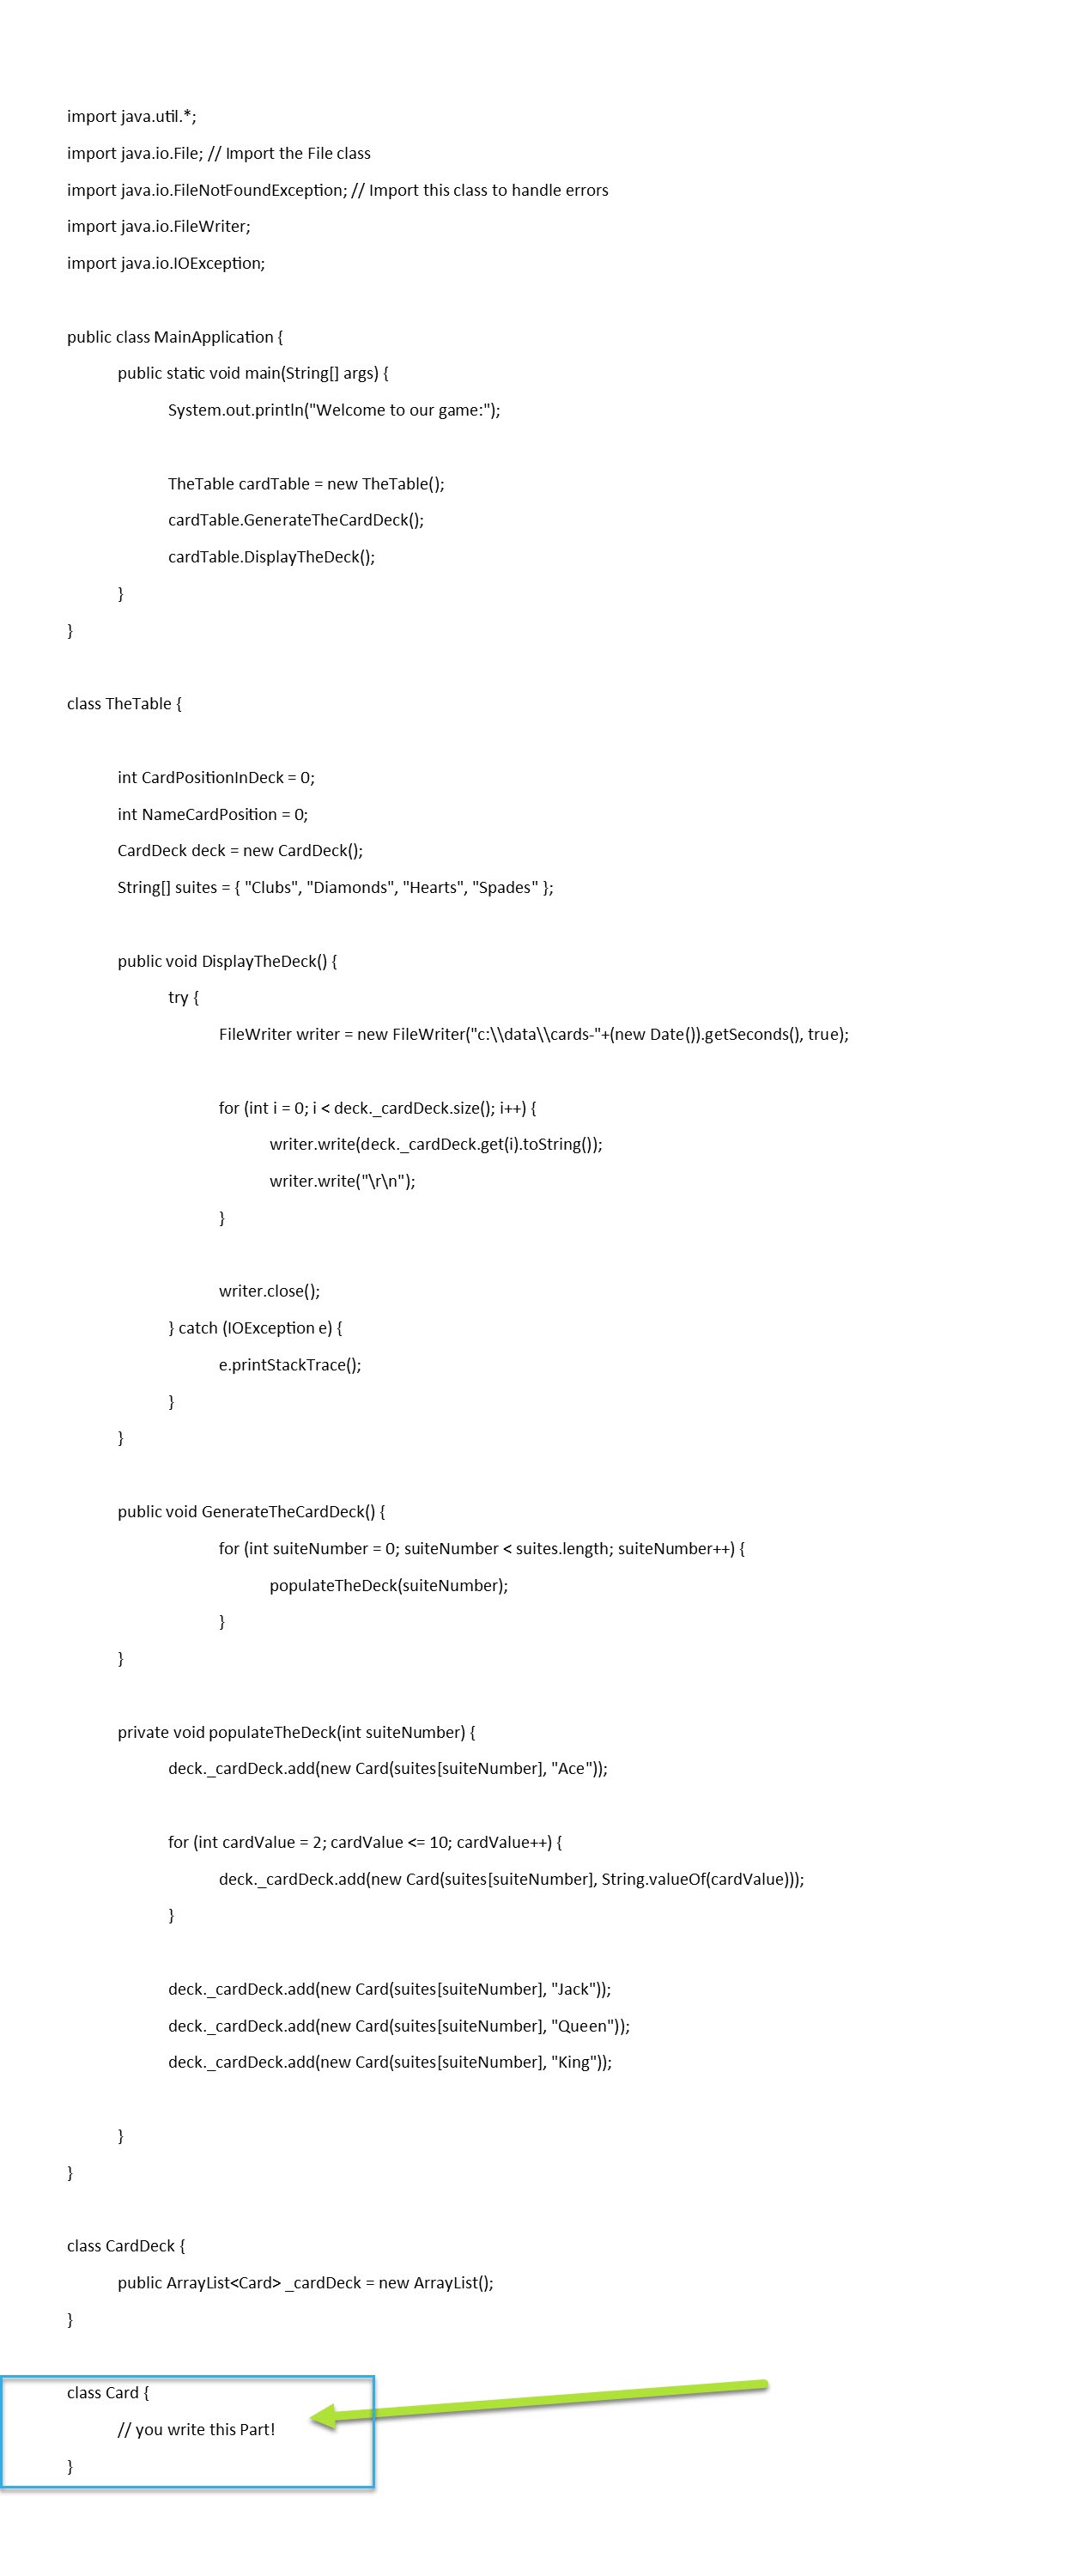 import java.util.*;
import java.io.File; // Import the File class
import java.io.FileNotFoundException; // Import this class to handle errors
import java.io.FileWriter;
import java.io.IOException;
public class MainApplication {
public static void main(String[] args) {
System.out.println("Welcome to our game:");
TheTable cardTable = new TheTable();
cardTable.GenerateTheCardDeck();
cardTable.DisplayTheDeck();
}
}
class TheTable {
int CardPositionInDeck = 0;
int NameCardPosition = 0;
CardDeck deck = new CardDeck();
String[] suites = { "Clubs", "Diamonds", "Hearts", "Spades" };
public void DisplayTheDeck() {
try {
FileWriter writer = new FileWriter("c:\\data\\cards-"+(new Date()).getSeconds(), true);
for (int i = 0; i < deck._cardDeck.size(); i++) {
writer.write(deck._cardDeck.get(i).toString());
writer.write("\r\n");
}
writer.close();
} catch (IOException e) {
e.printStackTrace();
}
}
public void GenerateTheCardDeck() {
for (int suiteNumber = 0; suiteNumber < suites.length; suiteNumber++) {
populateTheDeck(suiteNumber);
}
}
private void populateTheDeck(int suiteNumber) {
deck._cardDeck.add(new Card(suites[suiteNumber], "Ace"));
for (int cardValue = 2; cardValue <= 10; cardValue++) {
deck._cardDeck.add(new Card(suites[suiteNumber], String.valueOf(cardValue)));
}
deck._cardDeck.add(new Card(suites[suiteNumber], "Jack"));
deck._cardDeck.add(new Card(suites[suiteNumber], "Queen"));
deck._cardDeck.add(new Card(suites[suiteNumber], "King"));
}
}
class CardDeck {
public ArrayList<Card> _cardDeck = new ArrayList();
}
class Card {
// you write this Part!
}